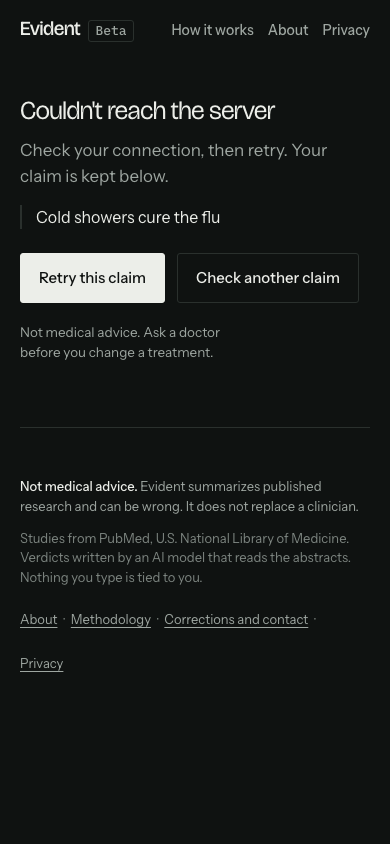 Evident Beta How it works About Privacy
Couldn't reach the server
Check your connection, then retry. Your
claim is kept below.
Cold showers cure the flu
Retry this claim Check another claim
Not medical advice. Ask a doctor
before you change a treatment.
Not medical advice. Evident summarizes published
research and can be wrong. It does not replace a clinician.
Studies from PubMed, U.S. National Library of Medicine.
Verdicts written by an AI model that reads the abstracts.
Nothing you type is tied to you.
About · Methodology · Corrections and contact ·
Privacy